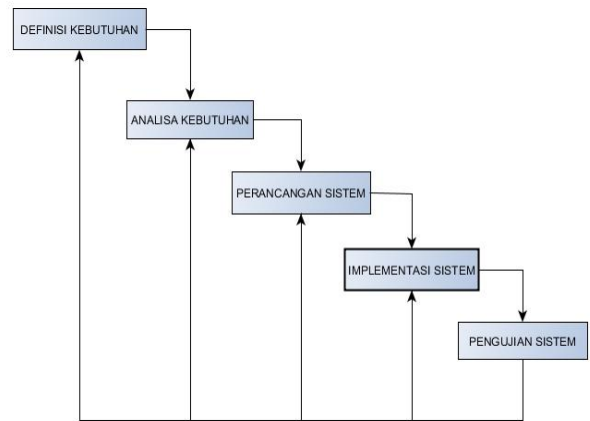 DEFINISI KEBUTUHAN
ANALISA KEBUTUHAN
PERANCANGAN SISTEM
IMPLEMENTASI SISTEM
PENGUJIAN SISTEM